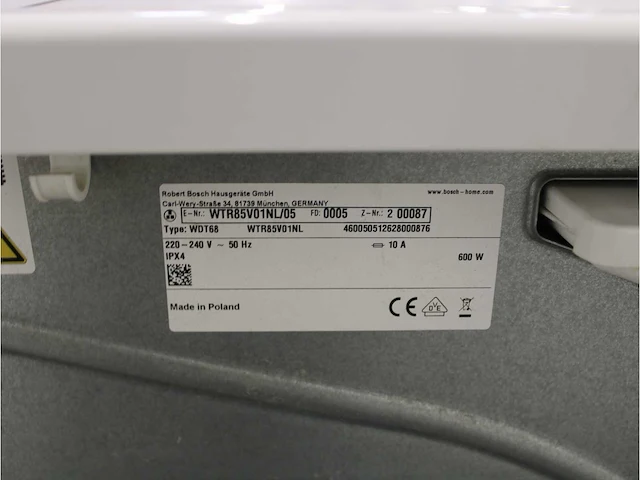 Robert Bosch Hausgeräte GmbH www.bosch-home.com
Carl-Wery-Straße 34, 81739 München, GERMANY
E-Nr.: WTR85V01NL/05 FD: 0005 Z-Nr.: 2 00087
Type: WDT68 WTR85V01NL 460050512628000876
220-240 V ~ 50 Hz 10 A
IPX4 600 W
Made in Poland CE VDE